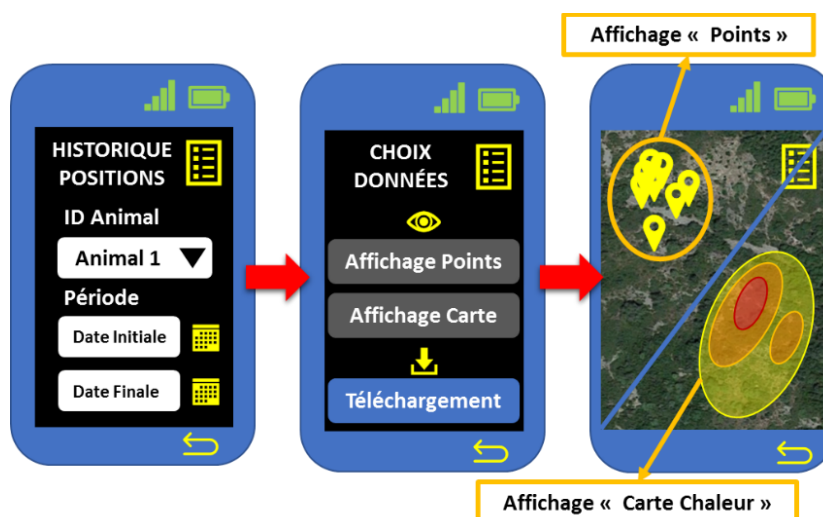 Affichage « Points »
HISTORIQUE
POSITIONS
ID Animal
Animal 1
Période
Date Initiale
Date Finale
CHOIX
DONNÉES
Affichage Points
Affichage Carte
Téléchargement
Affichage « Carte Chaleur »